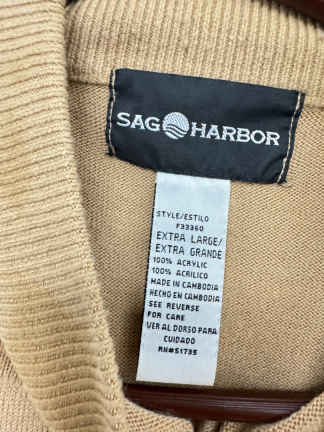 SAG HARBOR
STYLE/ESTILO
F33360
EXTRA LARGE/
EXTRA GRANDE
100% ACRYLIC
100% ACRILICO
MADE IN CAMBODIA
HECHO EN CAMBODIA
SEE REVERSE
FOR CARE
VER AL DORSO PARA
CUIDADO
RN#51735